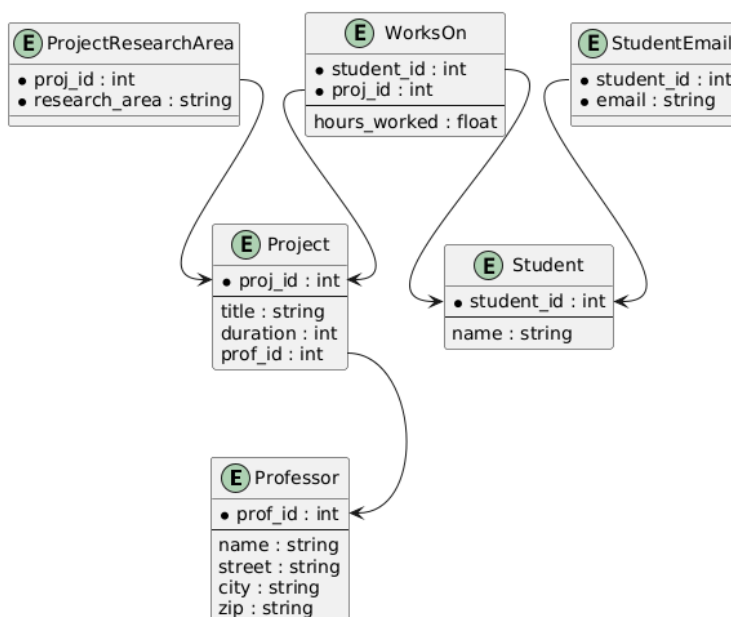 E ProjectResearchArea
* proj_id : int
* research_area : string
E WorksOn
* student_id : int
* proj_id : int
hours_worked : float
E StudentEmail
* student_id : int
* email : string
E Project
* proj_id : int
title : string
duration : int
prof_id : int
E Student
* student_id : int
name : string
E Professor
* prof_id : int
name : string
street : string
city : string
zip : string